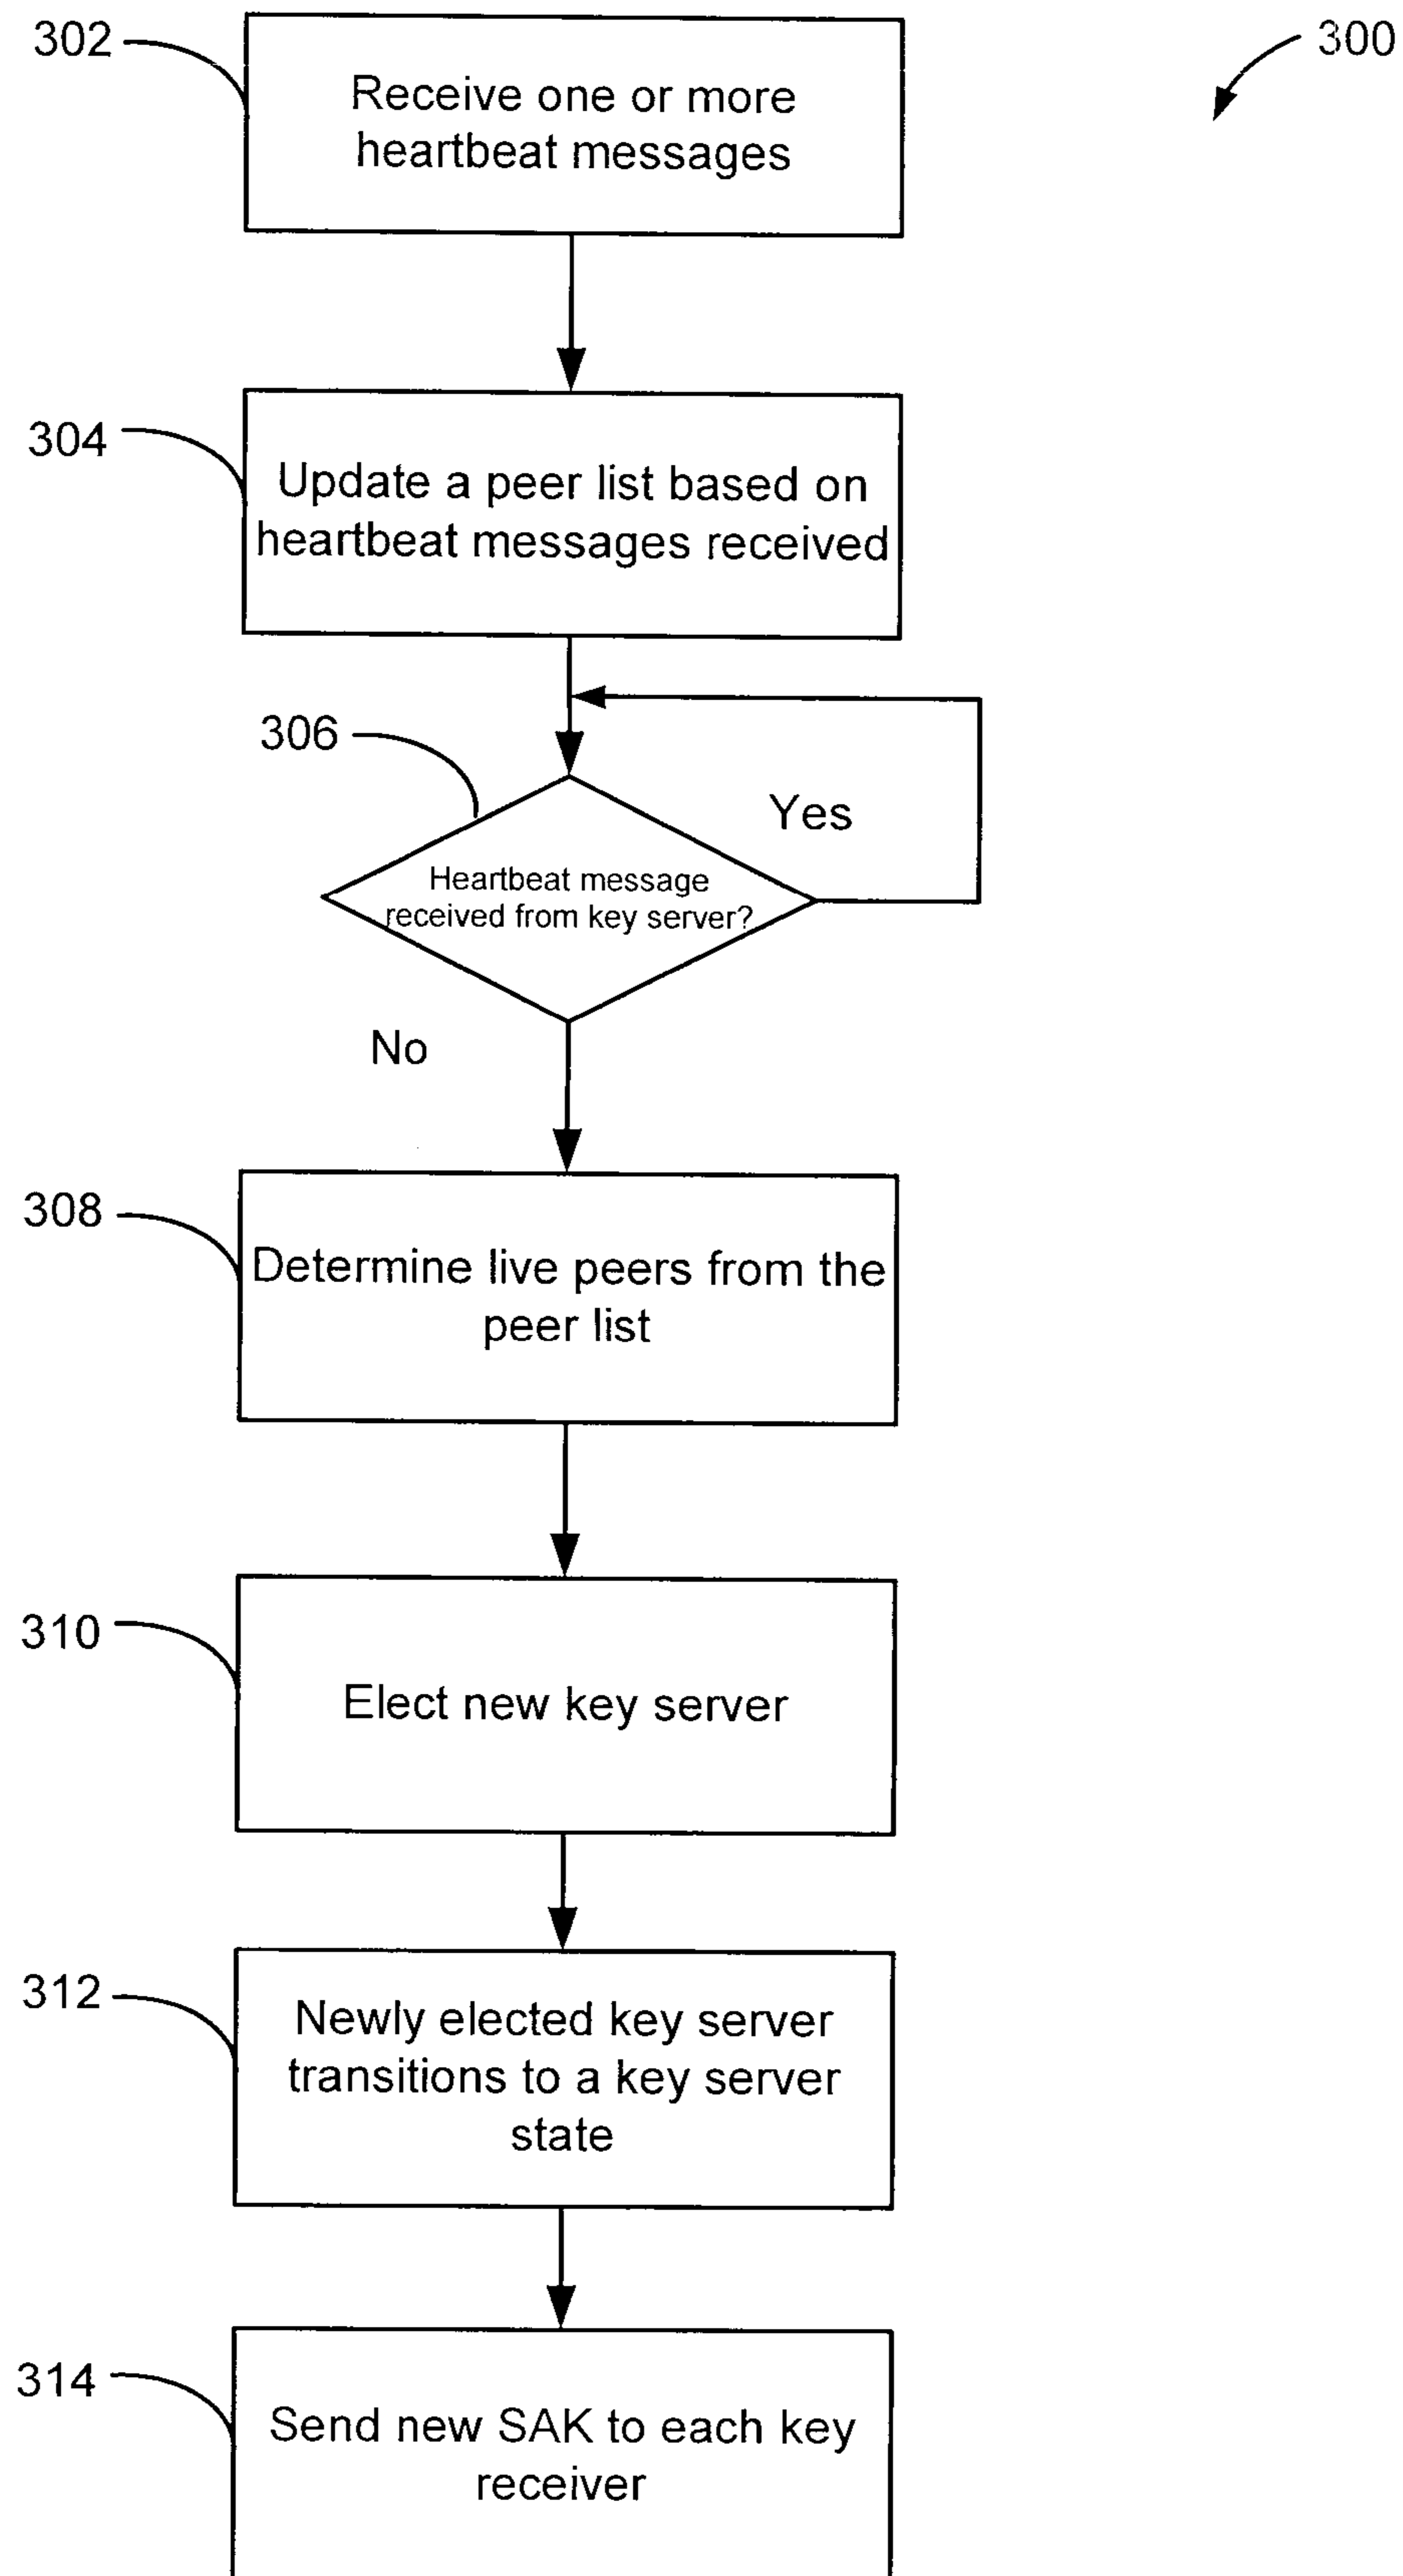 302
300
Receive one or more
heartbeat messages
304
Update a peer list based on
heartbeat messages received
306
Yes
Heartbeat message
received from key server?
No
308
Determine live peers from the
peer list
310
Elect new key server
312
Newly elected key server
transitions to a key server
state
314
Send new SAK to each key
receiver